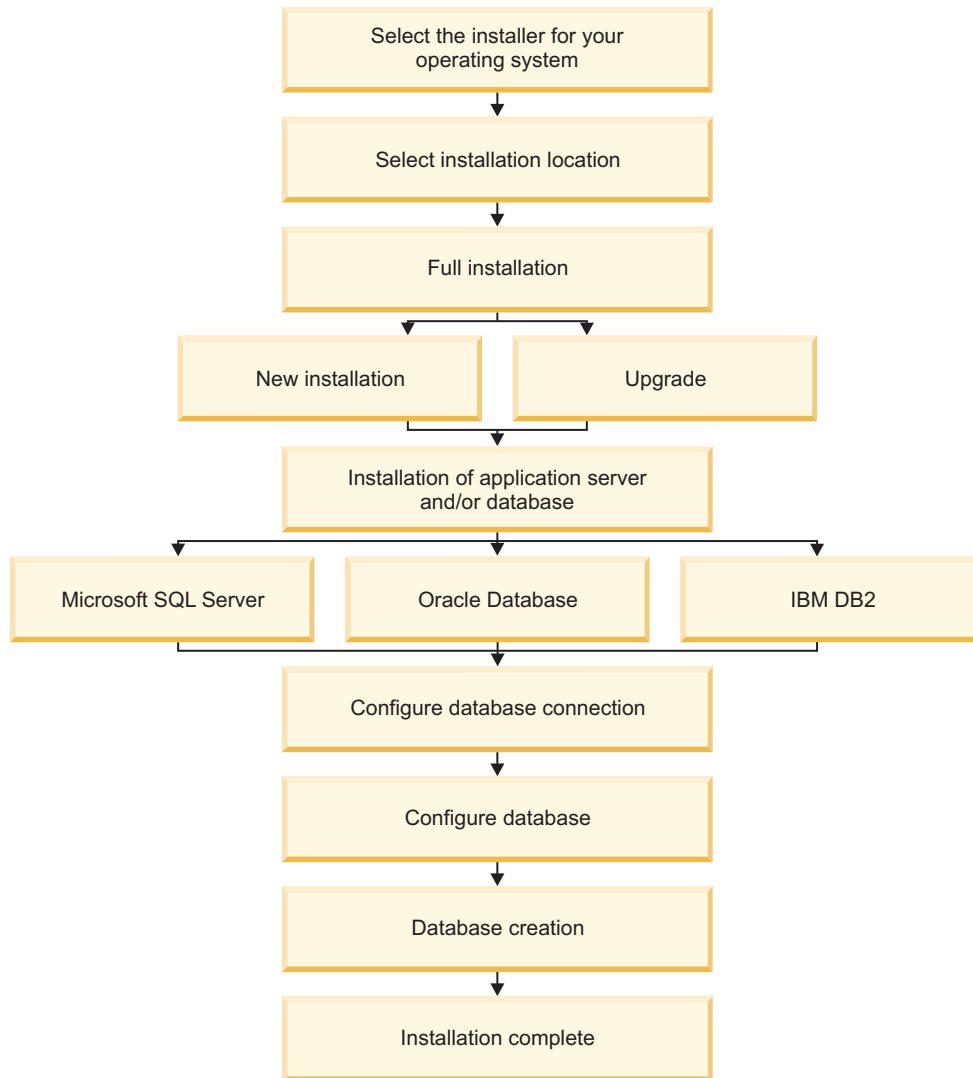 Select the installer for your
operating system
Select installation location
Full installation
New installation
Upgrade
Installation of application server
and/or database
Microsoft SQL Server
Oracle Database
IBM DB2
Configure database connection
Configure database
Database creation
Installation complete